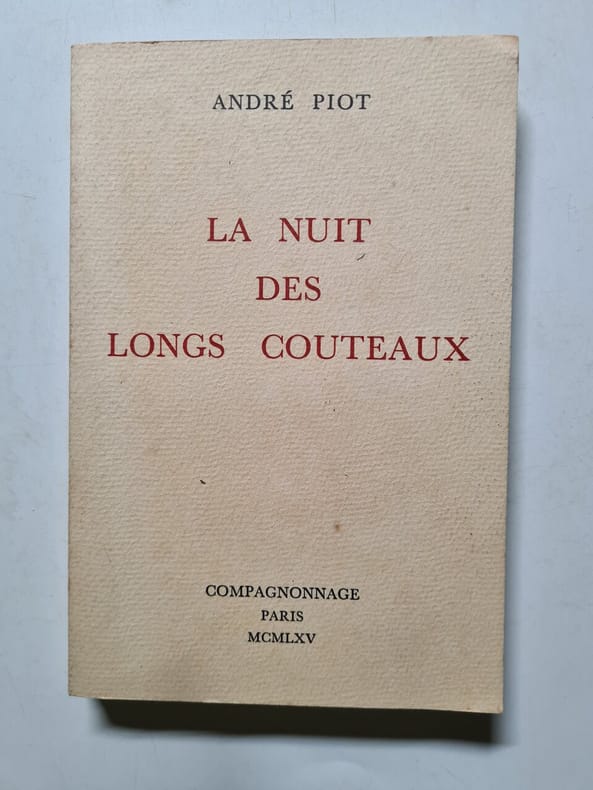 ANDRÉ PIOT
LA NUIT
DES
LONGS COUTEAUX
COMPAGNONNAGE
PARIS
MCMLXV